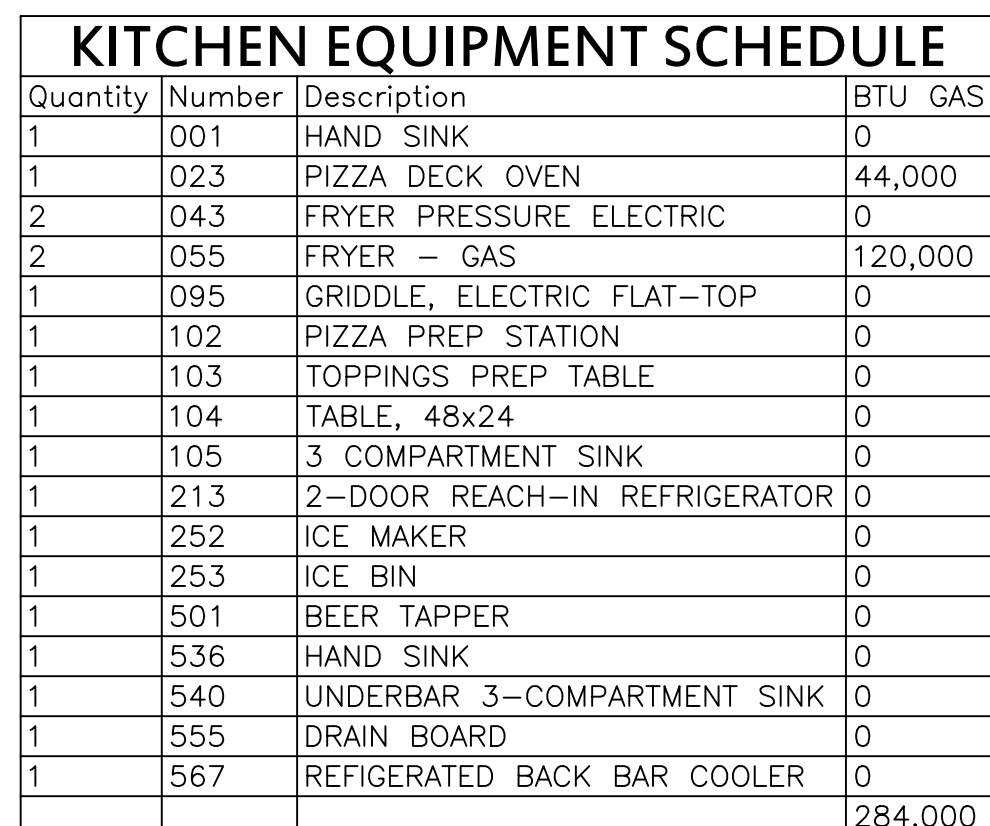 KITCHEN EQUIPMENT SCHEDULE
Quantity Number Description BTU GAS
1 001 HAND SINK 0
1 023 PIZZA DECK OVEN 44,000
2 043 FRYER PRESSURE ELECTRIC 0
2 055 FRYER – GAS 120,000
1 095 GRIDDLE, ELECTRIC FLAT–TOP 0
1 102 PIZZA PREP STATION 0
1 103 TOPPINGS PREP TABLE 0
1 104 TABLE, 48x24 0
1 105 3 COMPARTMENT SINK 0
1 213 2–DOOR REACH–IN REFRIGERATOR 0
1 252 ICE MAKER 0
1 253 ICE BIN 0
1 501 BEER TAPPER 0
1 536 HAND SINK 0
1 540 UNDERBAR 3–COMPARTMENT SINK 0
1 555 DRAIN BOARD 0
1 567 REFIGERATED BACK BAR COOLER 0
284,000